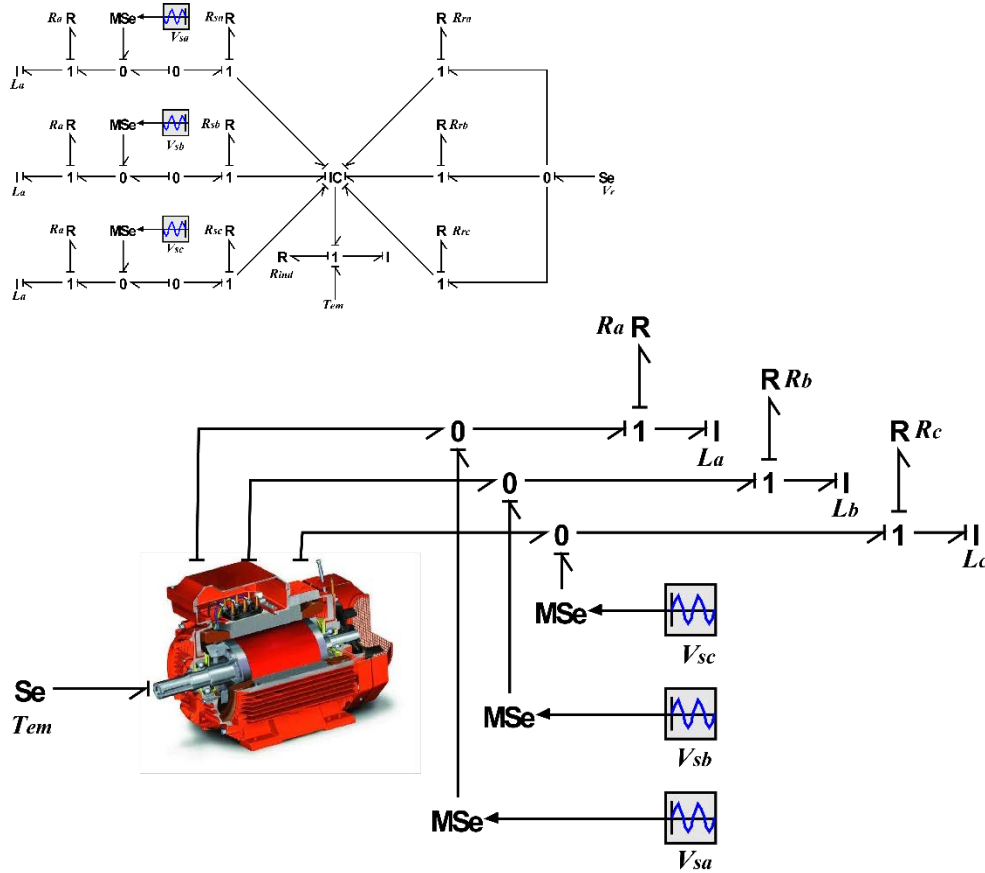 Ra R MSe Vsa Rsa R R Rra
I La 1 0 0 1 1
Ra R MSe Vsb Rsb R R Rrb
I La 1 0 0 1 IC 1 0 Se Vr
Ra R MSe Vsc Rsc R R Rrc
R Rind 1 I
I La 1 0 0 1 1
Tem
Ra R
R Rb
0 1 I La
R Rc
0 1 I Lb
0 1 I
MSe
Vsc
Se
Tem
MSe
Vsb
MSe
Vsa